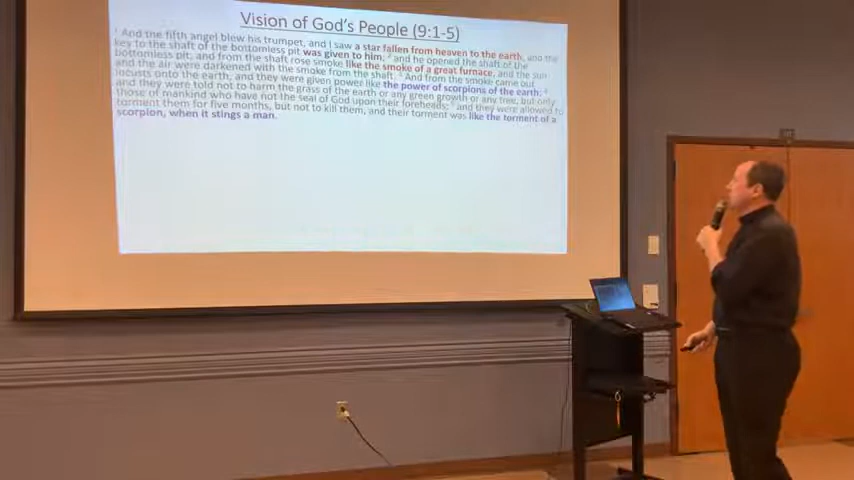 Vision of God's People (9:1-5)
1 And the fifth angel blew his trumpet, and I saw a star fallen from heaven to the earth, and the
key to the shaft of the bottomless pit was given to him; 2 and he opened the shaft of the
bottomless pit, and from the shaft rose smoke like the smoke of a great furnace, and the sun
and the air were darkened with the smoke from the shaft. 3 And from the smoke came out
locusts onto the earth, and they were given power like the power of scorpions of the earth; 4
and they were told not to harm the grass of the earth or any green growth or any tree, but only
those of mankind who have not the seal of God upon their foreheads; 5 and they were allowed to
torment them for five months, but not to kill them, and their torment was like the torment of a
scorpion, when it stings a man.